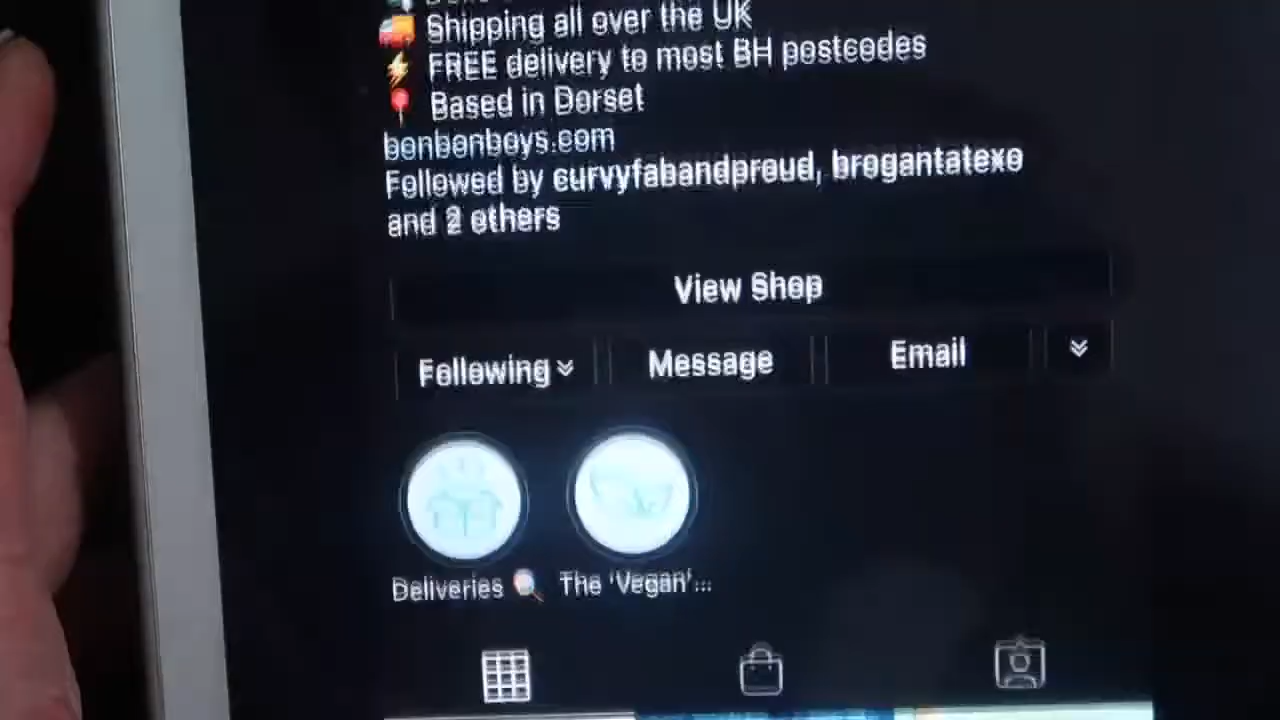 🚚 Shipping all over the UK
⚡ FREE delivery to most BH postcodes
📍 Based in Dorset
bonbonboys.com
Followed by curvyfabandproud, brogantatexo
and 2 others
View Shop
Following
Message
Email
Deliveries 🍭
The 'Vegan'...